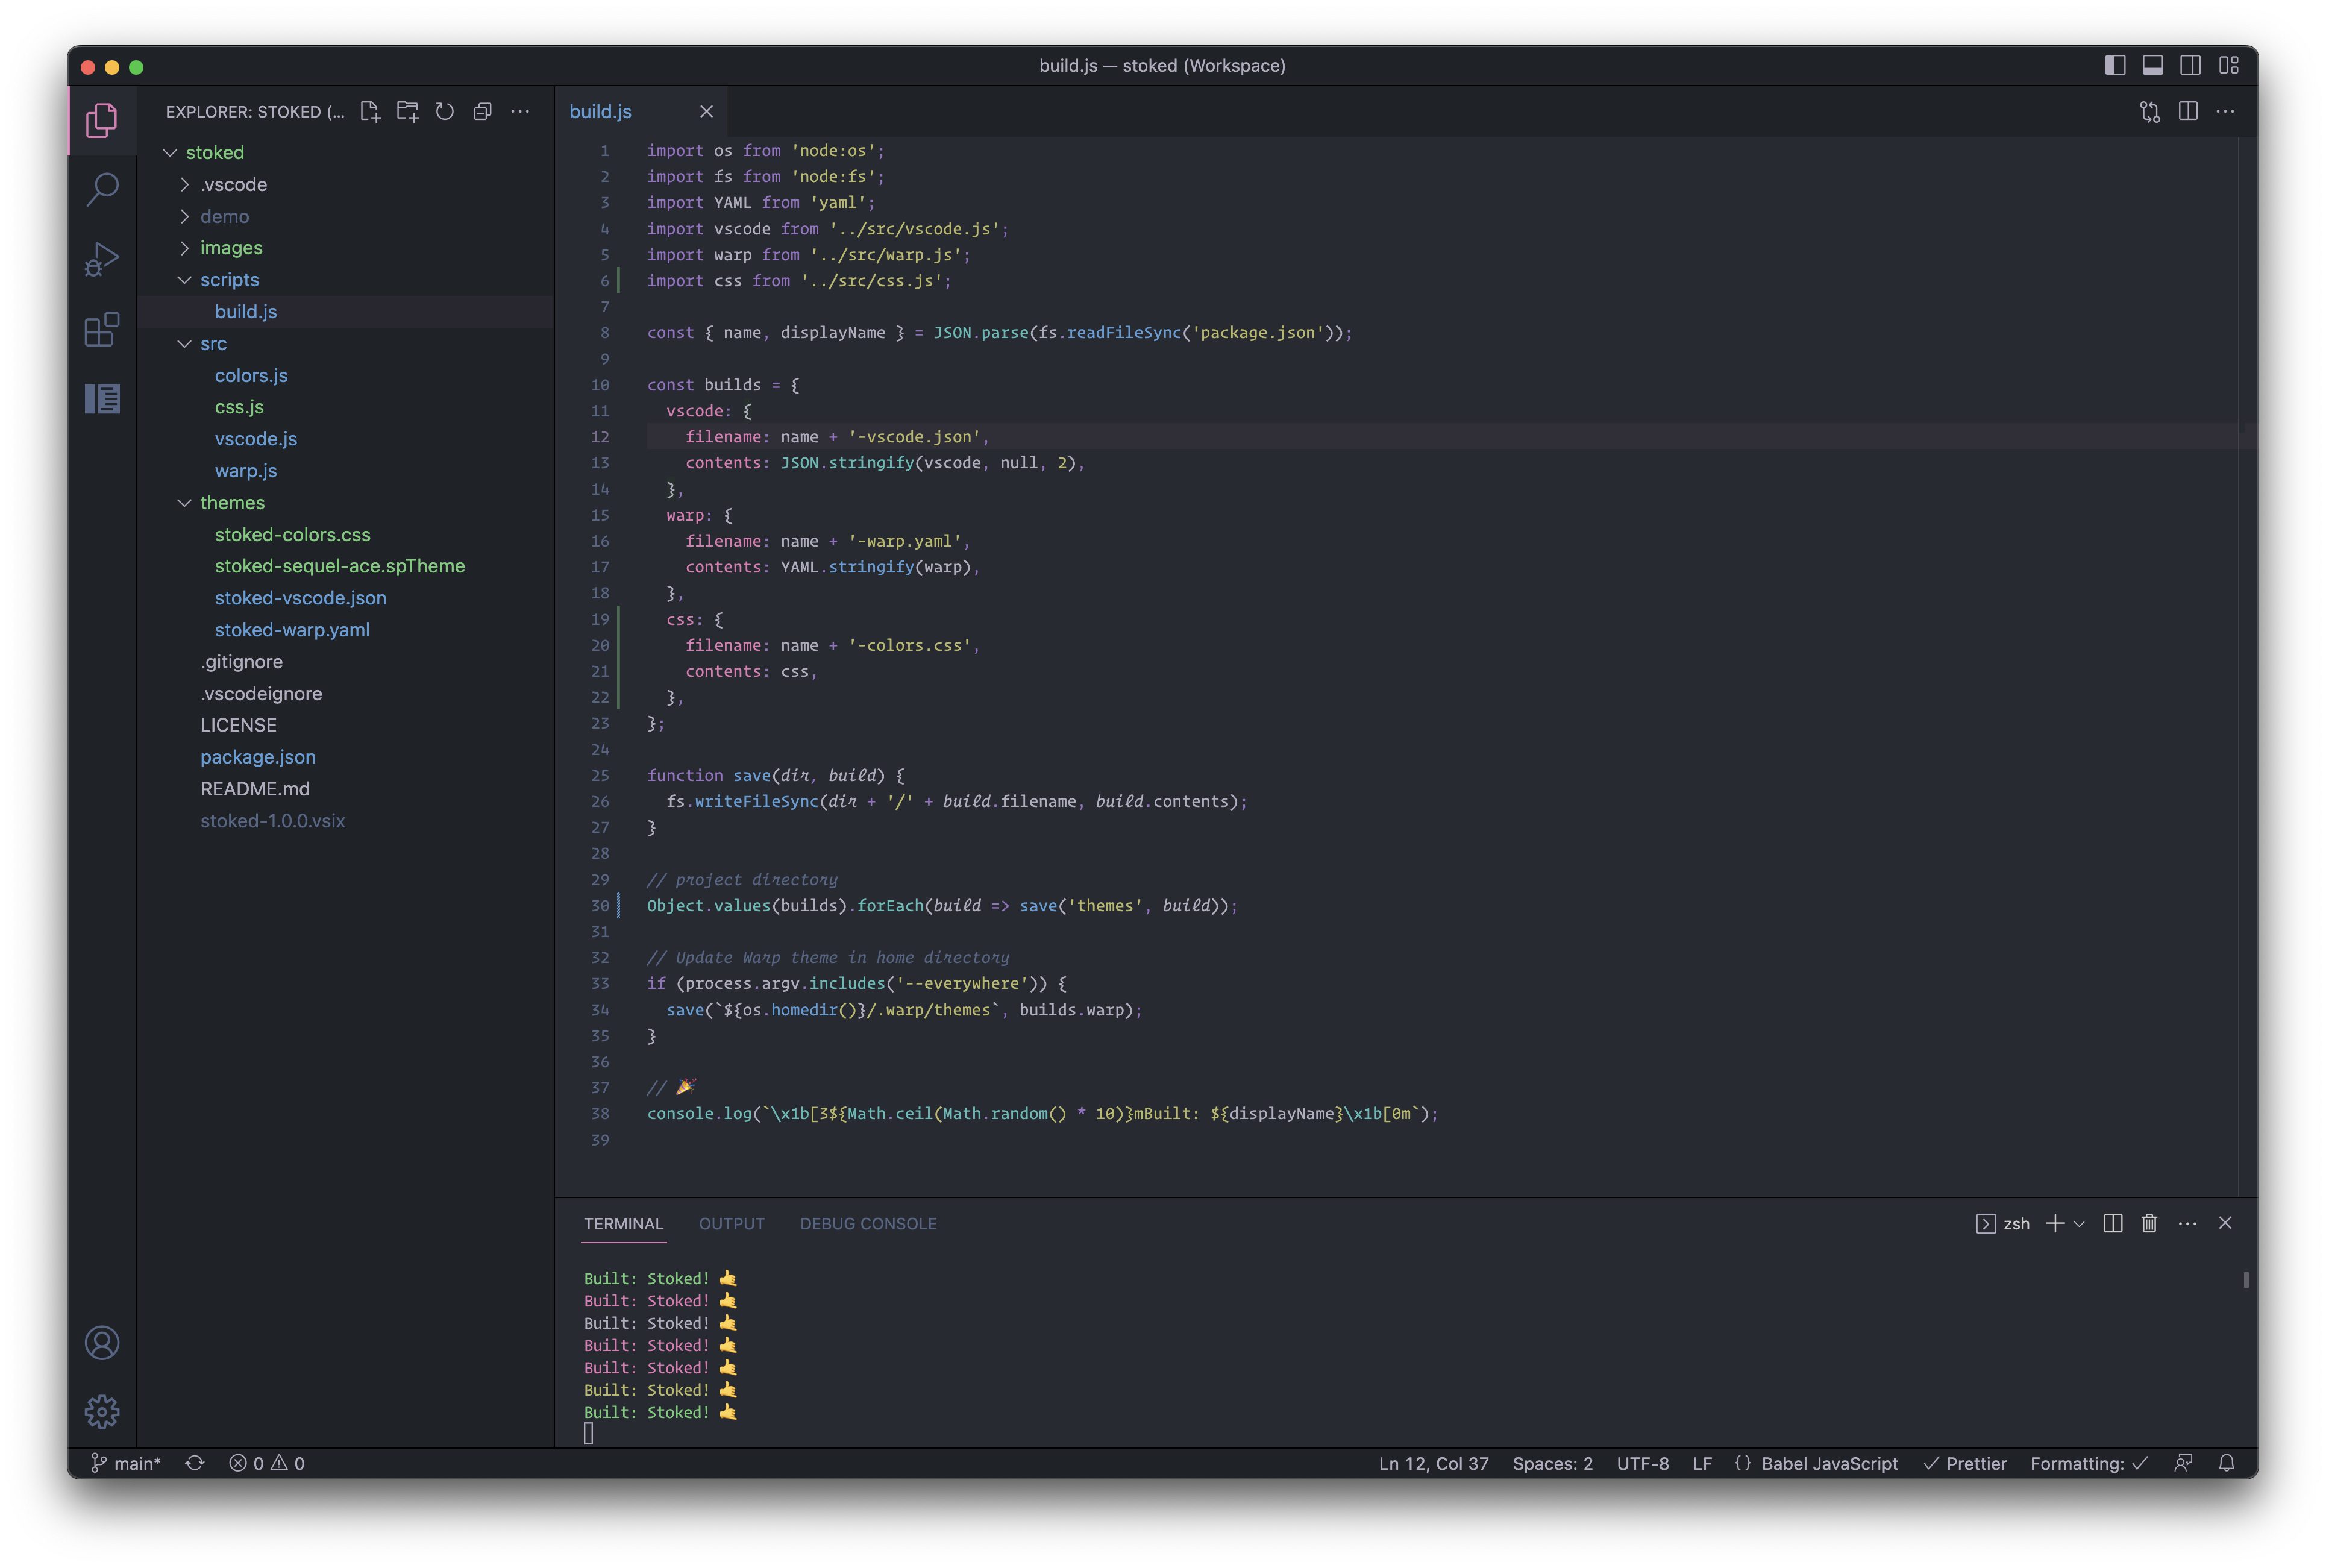 build.js — stoked (Workspace)
EXPLORER: STOKED (...
stoked
.vscode
demo
images
scripts
build.js
src
colors.js
css.js
vscode.js
warp.js
themes
stoked-colors.css
stoked-sequel-ace.spTheme
stoked-vscode.json
stoked-warp.yaml
.gitignore
.vscodeignore
LICENSE
package.json
README.md
stoked-1.0.0.vsix
build.js
1 import os from 'node:os';
2 import fs from 'node:fs';
3 import YAML from 'yaml';
4 import vscode from '../src/vscode.js';
5 import warp from '../src/warp.js';
6 import css from '../src/css.js';
7
8 const { name, displayName } = JSON.parse(fs.readFileSync('package.json'));
9
10 const builds = {
11   vscode: {
12     filename: name + '-vscode.json',
13     contents: JSON.stringify(vscode, null, 2),
14   },
15   warp: {
16     filename: name + '-warp.yaml',
17     contents: YAML.stringify(warp),
18   },
19   css: {
20     filename: name + '-colors.css',
21     contents: css,
22   },
23 };
24
25 function save(dir, build) {
26   fs.writeFileSync(dir + '/' + build.filename, build.contents);
27 }
28
29 // project directory
30 Object.values(builds).forEach(build => save('themes', build));
31
32 // Update Warp theme in home directory
33 if (process.argv.includes('--everywhere')) {
34   save(`${os.homedir()}/.warp/themes`, builds.warp);
35 }
36
37 // 🎉
38 console.log(`\x1b[3${Math.ceil(Math.random() * 10)}mBuilt: ${displayName}\x1b[0m`);
39
TERMINAL OUTPUT DEBUG CONSOLE
zsh
Built: Stoked! 🤙
Built: Stoked! 🤙
Built: Stoked! 🤙
Built: Stoked! 🤙
Built: Stoked! 🤙
Built: Stoked! 🤙
Built: Stoked! 🤙
main* 0 0 Ln 12, Col 37 Spaces: 2 UTF-8 LF {} Babel JavaScript ✓ Prettier Formatting: ✓